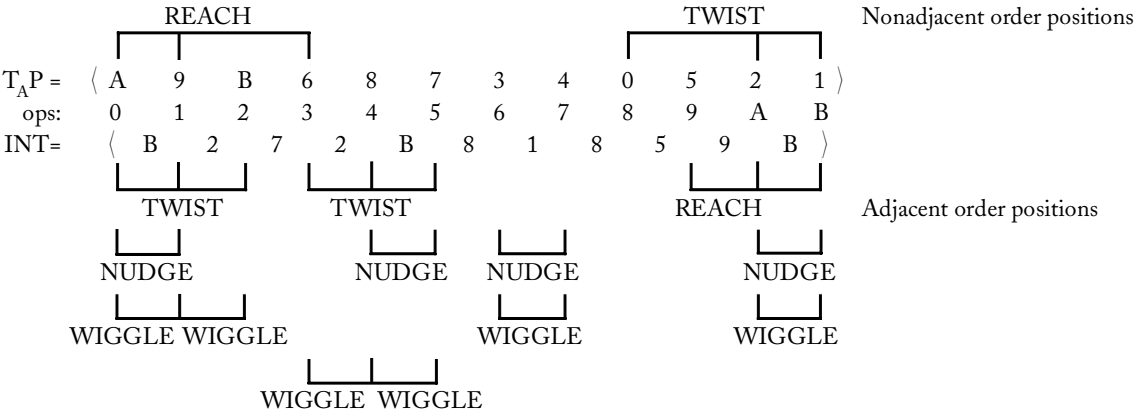 REACH TWIST Nonadjacent order positions
T_AP = ⟨ A 9 B 6 8 7 3 4 0 5 2 1 ⟩
ops: 0 1 2 3 4 5 6 7 8 9 A B
INT= ⟨ B 2 7 2 B 8 1 8 5 9 B ⟩
TWIST TWIST REACH Adjacent order positions
NUDGE NUDGE NUDGE NUDGE
WIGGLE WIGGLE WIGGLE WIGGLE
WIGGLE WIGGLE